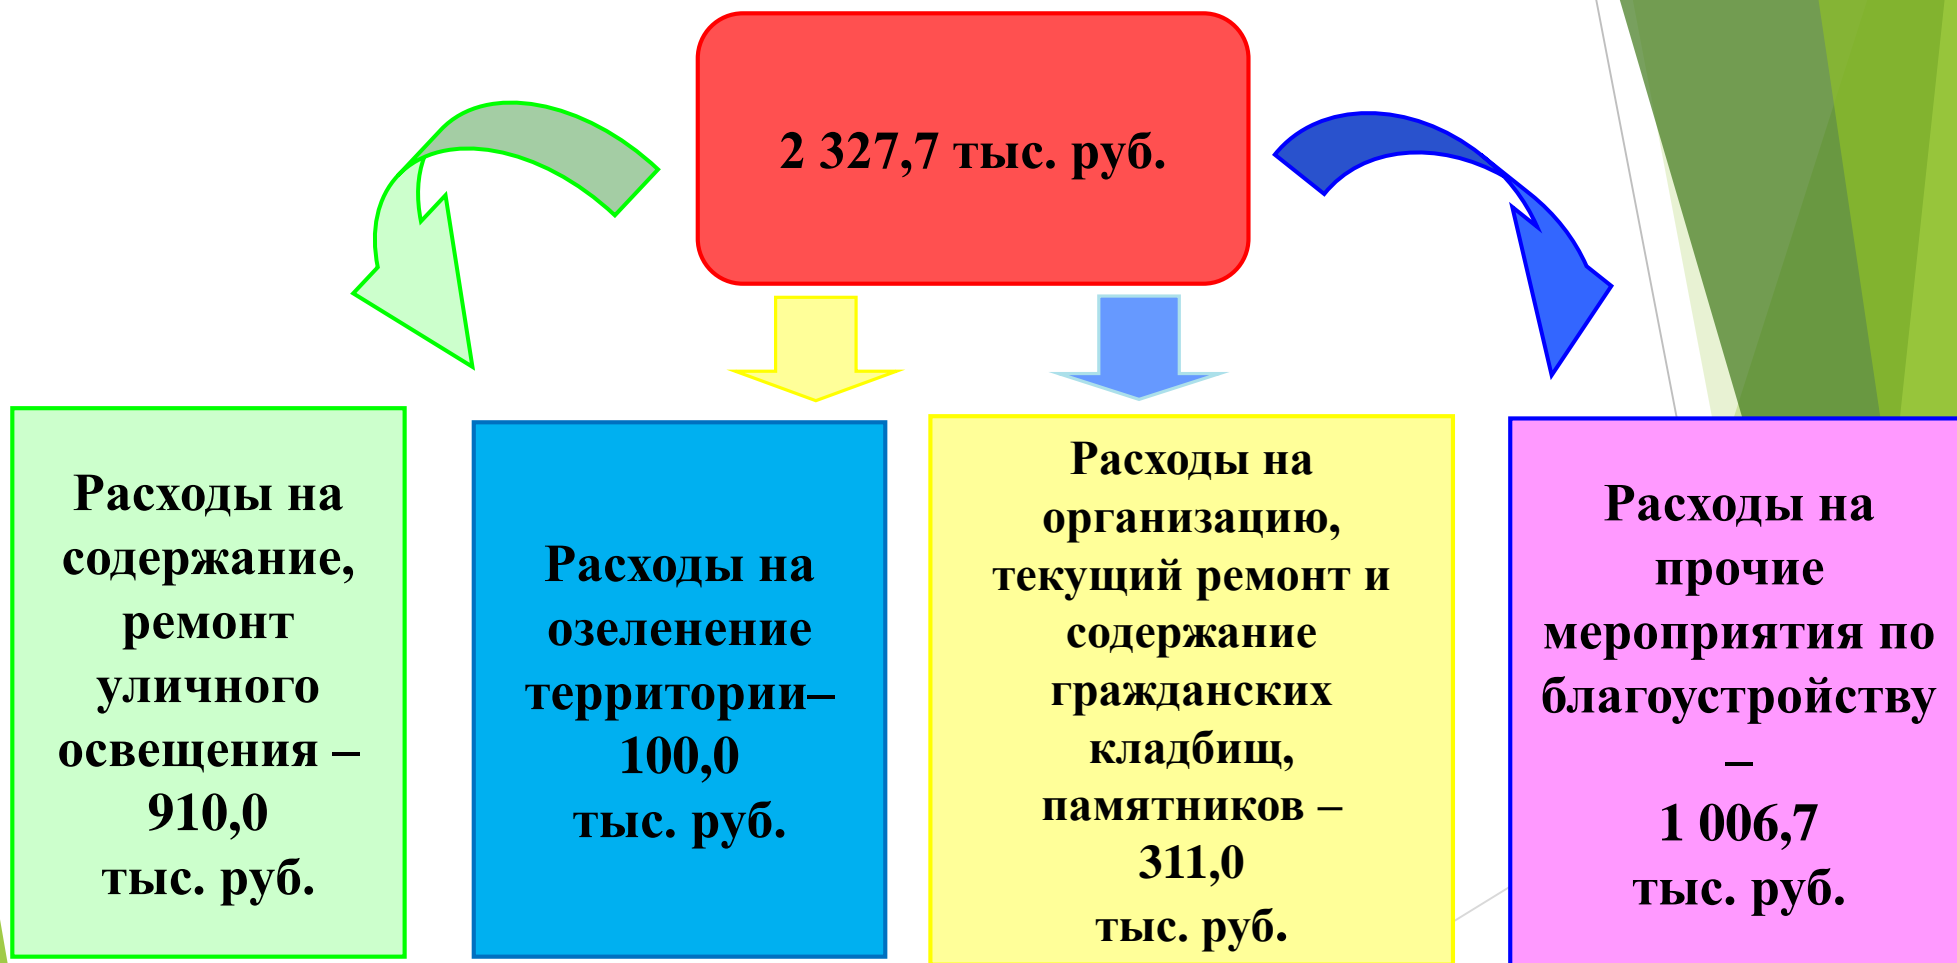 2 327,7 тыс. руб.
Расходы на
содержание,
ремонт
уличного
освещения –
910,0
тыс. руб.
Расходы на
озеленение
территории–
100,0
тыс. руб.
Расходы на
организацию,
текущий ремонт и
содержание
гражданских
кладбищ,
памятников –
311,0
тыс. руб.
Расходы на
прочие
мероприятия по
благоустройству
–
1 006,7
тыс. руб.